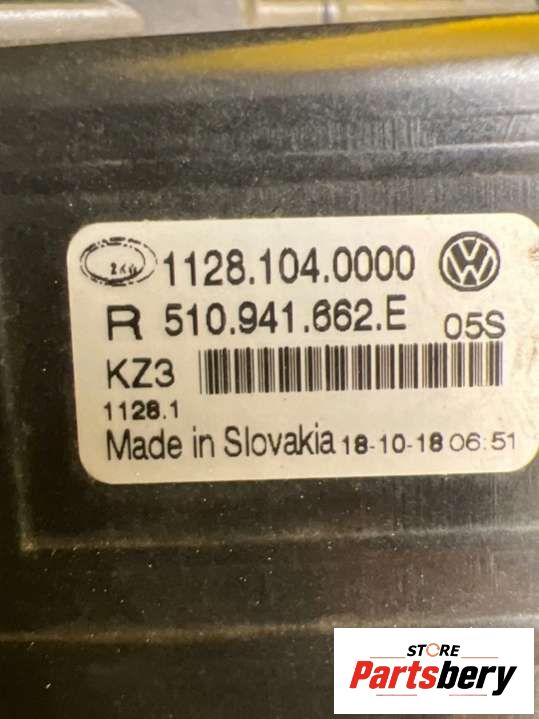 ZKW 1128.104.0000
R 510.941.662.E 05S
KZ3
1128.1
Made in Slovakia 18-10-18 06:51
STORE
Partsbery